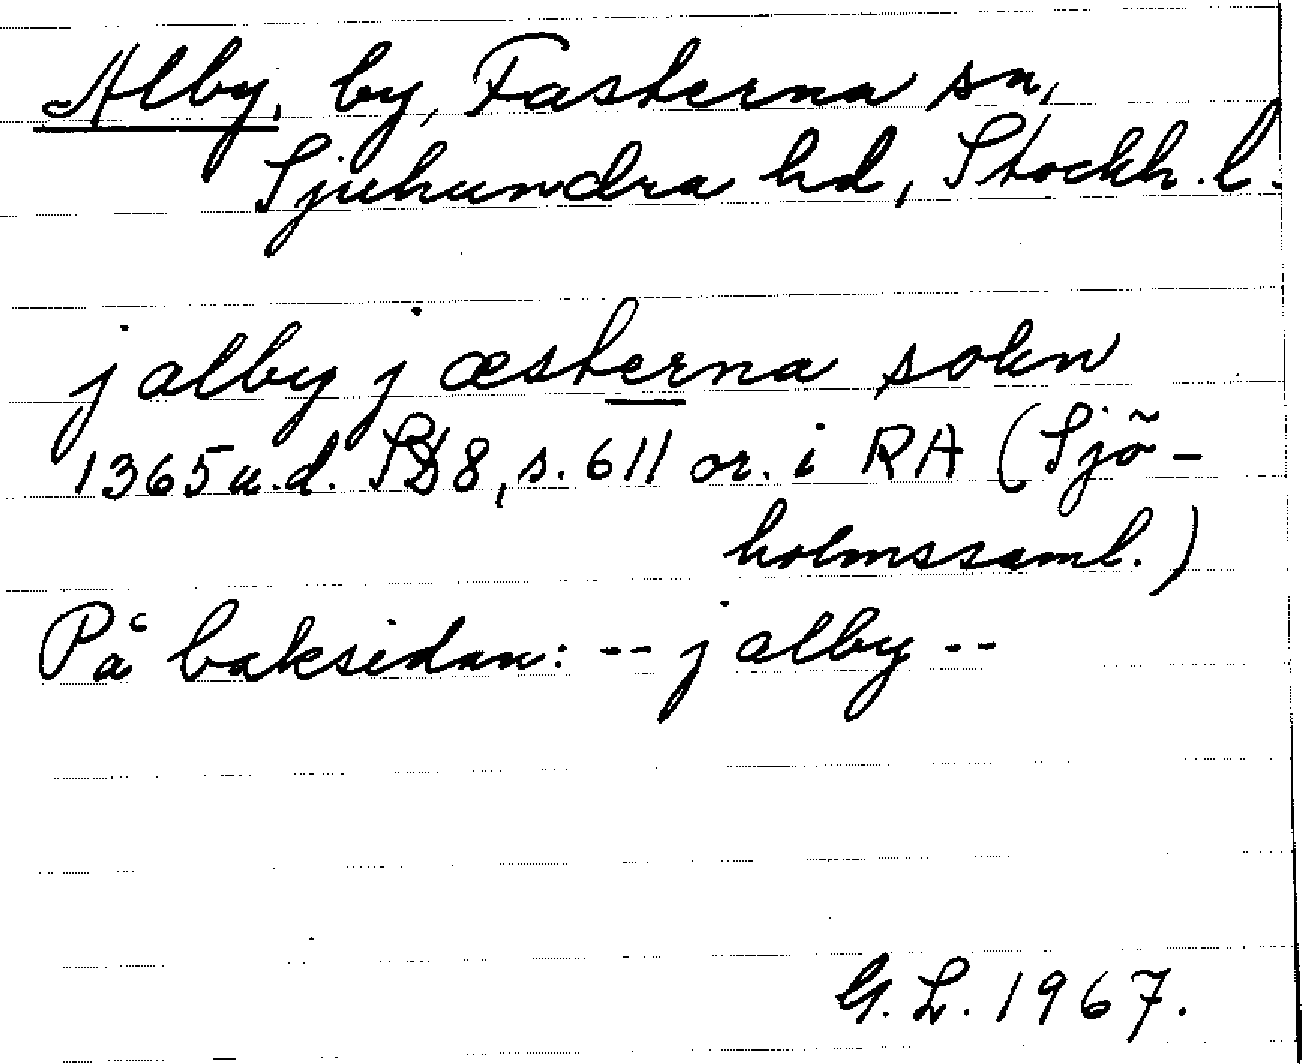 Alby, by, Fasterna sn,
Sjuhundra hd, Stockh. l.
j alby j æsterna sokn
1365 u.d. SD8, s. 611 or. i RA (Sjö-
holmssaml.)
På baksidan: -- j alby --
G. L. 1967.